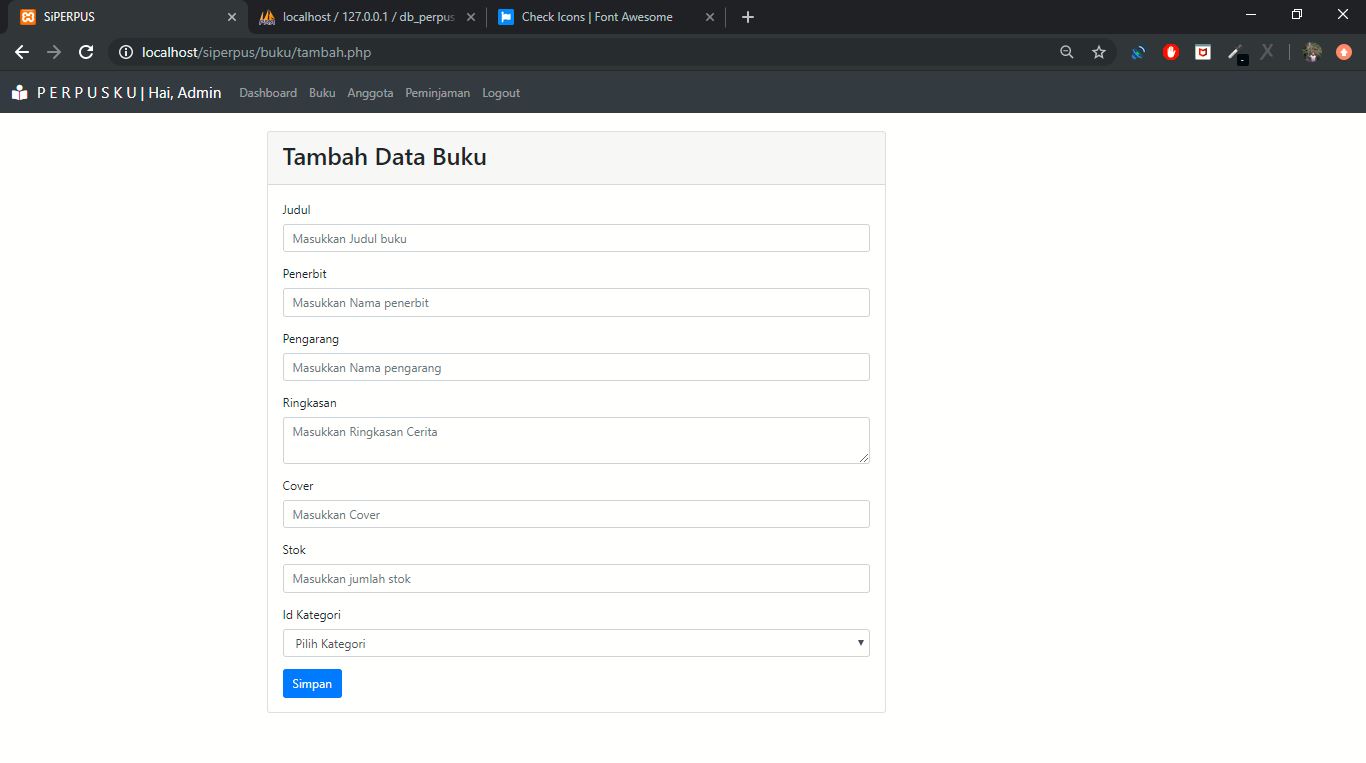 SiPERPUS
localhost / 127.0.0.1 / db_perpus
Check Icons | Font Awesome
localhost/siperpus/buku/tambah.php
P E R P U S K U | Hai, Admin Dashboard Buku Anggota Peminjaman Logout
Tambah Data Buku
Judul
Masukkan Judul buku
Penerbit
Masukkan Nama penerbit
Pengarang
Masukkan Nama pengarang
Ringkasan
Masukkan Ringkasan Cerita
Cover
Masukkan Cover
Stok
Masukkan jumlah stok
Id Kategori
Pilih Kategori
Simpan